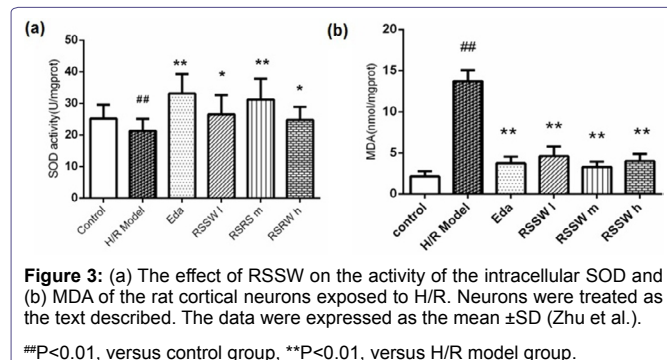 (a)
SOD activity(U/mgprot)
50
40
30
20
10
0
##
**
*
**
*
Control
H/R Model
Eda
RSSW l
RSRS m
RSRW h
(b)
MDA(nmol/mgprot)
20
15
10
5
0
##
**
**
**
**
control
H/R Model
Eda
RSSW l
RSSW m
RSSW h
Figure 3: (a) The effect of RSSW on the activity of the intracellular SOD and
(b) MDA of the rat cortical neurons exposed to H/R. Neurons were treated as
the text described. The data were expressed as the mean ±SD (Zhu et al.).
##P<0.01, versus control group, **P<0.01, versus H/R model group.